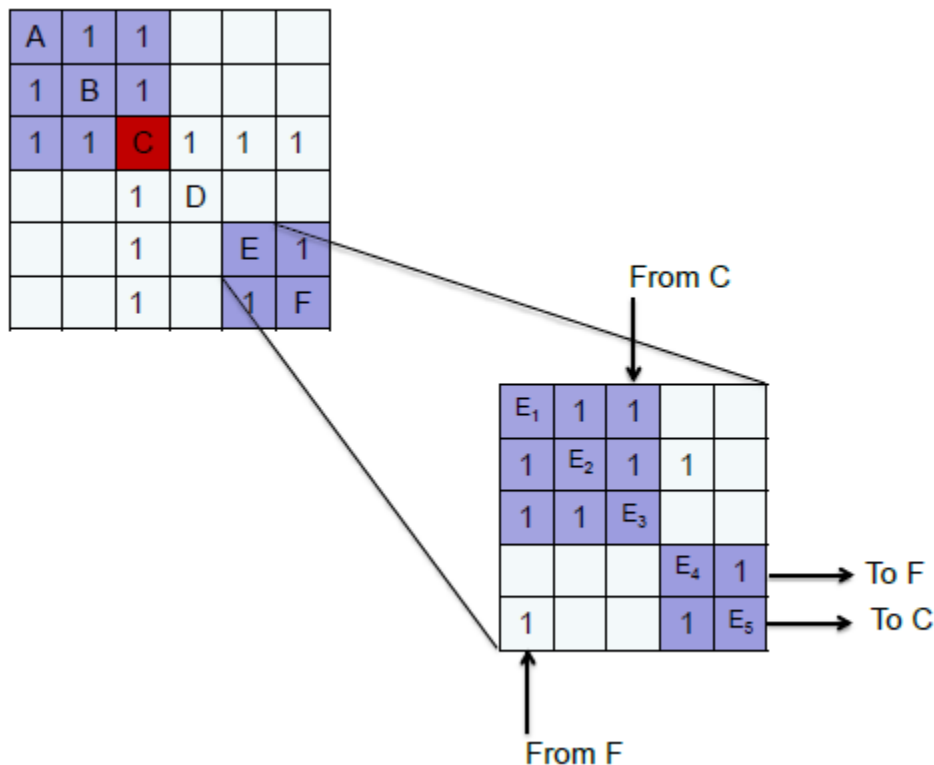 A 1 1
1 B 1
1 1 C 1 1 1
1 D
1 E 1
1 1 F
From C
E₁ 1 1
1 E₂ 1 1
1 1 E₃
E₄ 1 To F
1 1 E₅ To C
From F